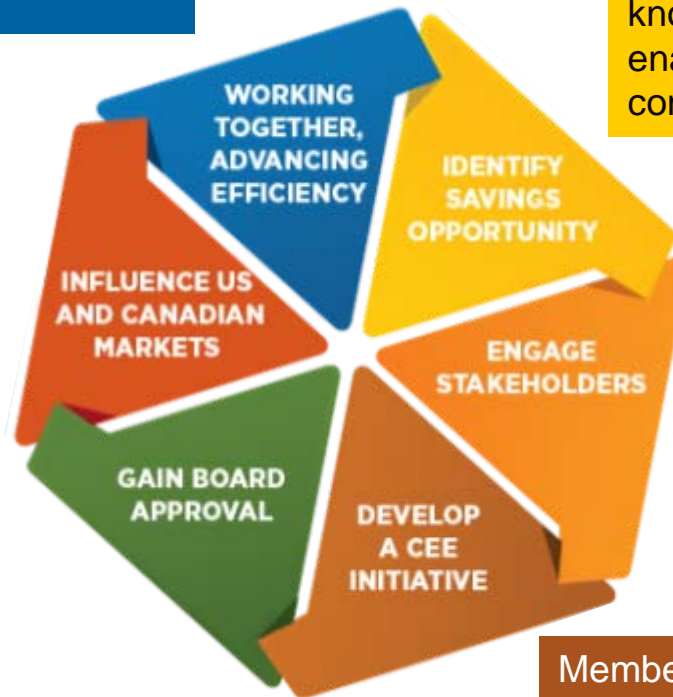 WORKING
TOGETHER,
ADVANCING
EFFICIENCY
IDENTIFY
SAVINGS
OPPORTUNITY
ENGAGE
STAKEHOLDERS
DEVELOP
A CEE
INITIATIVE
GAIN BOARD
APPROVAL
INFLUENCE US
AND CANADIAN
MARKETS